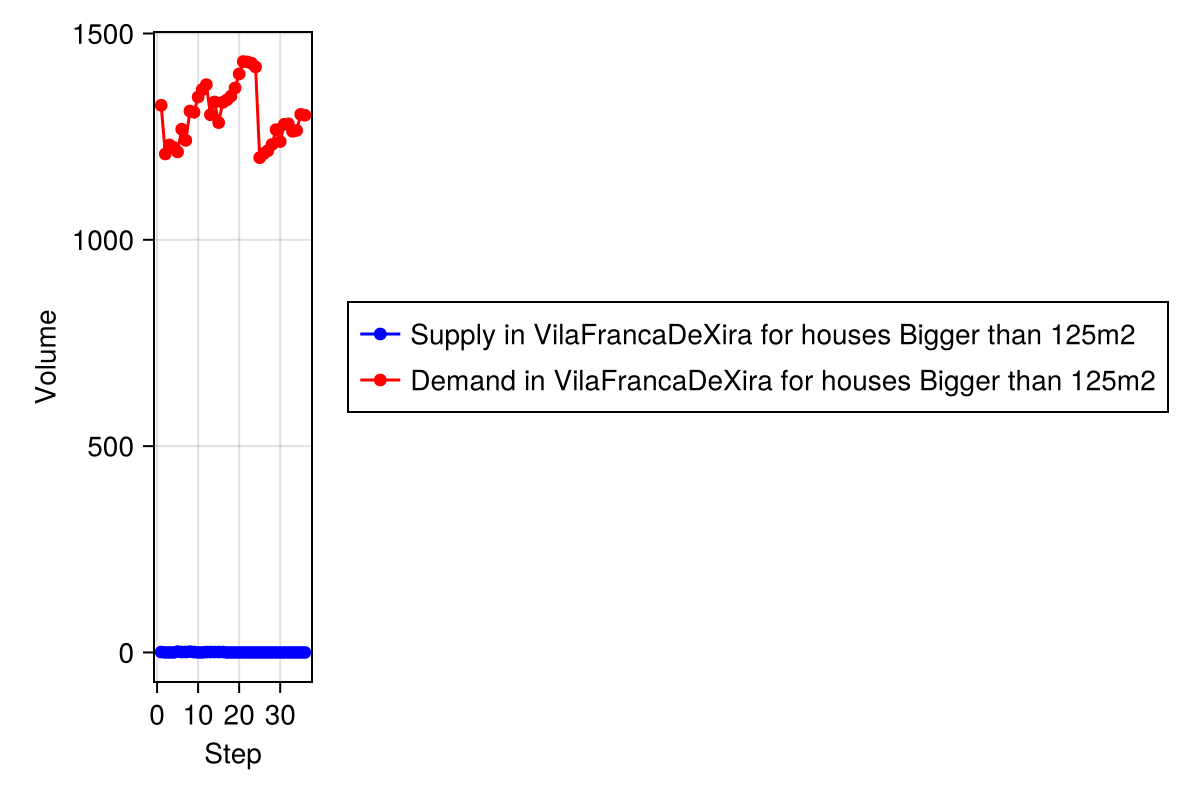 1500
1000
500
0
Volume
0 10 20 30
Step
Supply in VilaFrancaDeXira for houses Bigger than 125m2
Demand in VilaFrancaDeXira for houses Bigger than 125m2